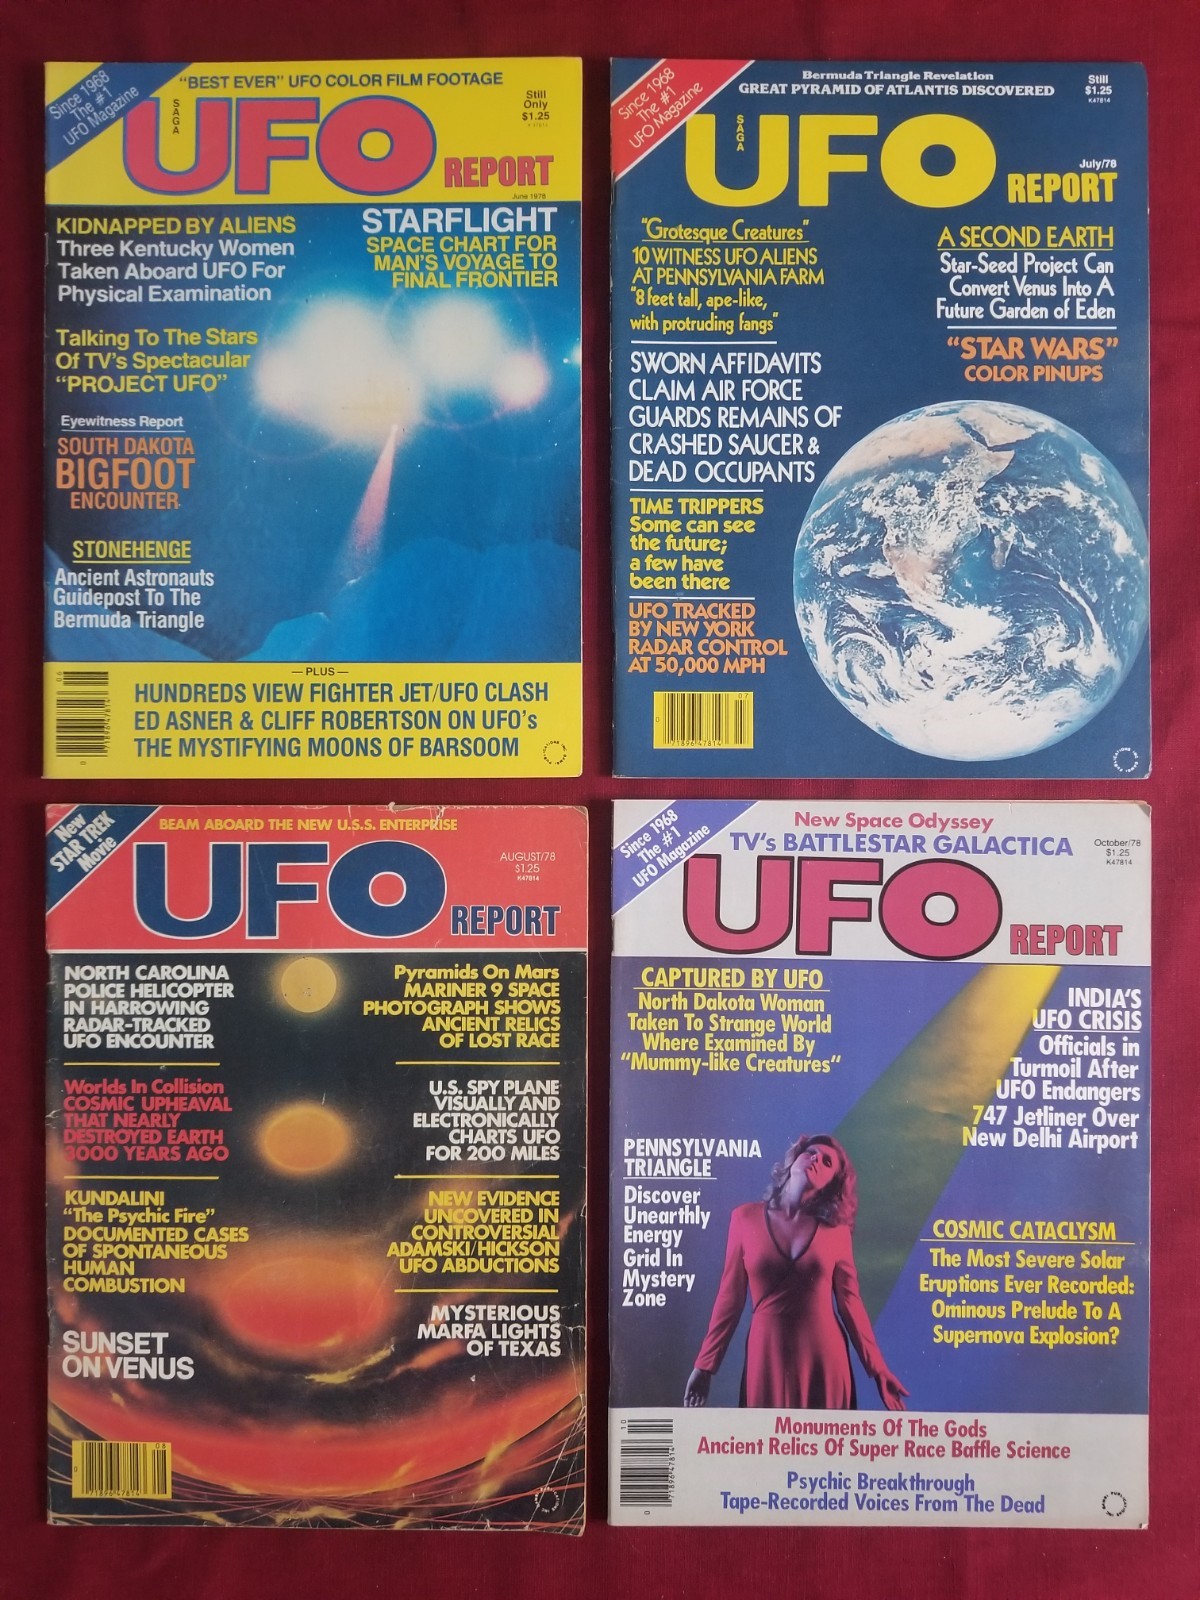 Since 1968
The #1
UFO Magazine
"BEST EVER" UFO COLOR FILM FOOTAGE
SAGA
UFO
REPORT
Still
Only
$1.25
K47814
June 1978
KIDNAPPED BY ALIENS
Three Kentucky Women
Taken Aboard UFO For
Physical Examination
STARFLIGHT
SPACE CHART FOR
MAN'S VOYAGE TO
FINAL FRONTIER
Talking To The Stars
Of TV's Spectacular
"PROJECT UFO"
Eyewitness Report
SOUTH DAKOTA
BIGFOOT
ENCOUNTER
STONEHENGE
Ancient Astronauts
Guidepost To The
Bermuda Triangle
— PLUS —
HUNDREDS VIEW FIGHTER JET/UFO CLASH
ED ASNER & CLIFF ROBERTSON ON UFO's
THE MYSTIFYING MOONS OF BARSOOM
06
0
71896 47814
Since 1968
The #1
UFO Magazine
Bermuda Triangle Revelation
GREAT PYRAMID OF ATLANTIS DISCOVERED
Still
$1.25
K47814
SAGA
UFO
July/78
REPORT
"Grotesque Creatures"
10 WITNESS UFO ALIENS
AT PENNSYLVANIA FARM
"8 feet tall, ape-like,
with protruding fangs"
SWORN AFFIDAVITS
CLAIM AIR FORCE
GUARDS REMAINS OF
CRASHED SAUCER &
DEAD OCCUPANTS
TIME TRIPPERS
Some can see
the future;
a few have
been there
UFO TRACKED
BY NEW YORK
RADAR CONTROL
AT 50,000 MPH
A SECOND EARTH
Star-Seed Project Can
Convert Venus Into A
Future Garden of Eden
"STAR WARS"
COLOR PINUPS
07
0
71896 47814
New
STAR TREK
Movie
BEAM ABOARD THE NEW U.S.S. ENTERPRISE
UFO
REPORT
AUGUST/78
$1.25
K47814
NORTH CAROLINA
POLICE HELICOPTER
IN HARROWING
RADAR-TRACKED
UFO ENCOUNTER
Worlds In Collision
COSMIC UPHEAVAL
THAT NEARLY
DESTROYED EARTH
3000 YEARS AGO
KUNDALINI
"The Psychic Fire"
DOCUMENTED CASES
OF SPONTANEOUS
HUMAN
COMBUSTION
SUNSET
ON VENUS
Pyramids On Mars
MARINER 9 SPACE
PHOTOGRAPH SHOWS
ANCIENT RELICS
OF LOST RACE
U.S. SPY PLANE
VISUALLY AND
ELECTRONICALLY
CHARTS UFO
FOR 200 MILES
NEW EVIDENCE
UNCOVERED IN
CONTROVERSIAL
ADAMSKI/HICKSON
UFO ABDUCTIONS
MYSTERIOUS
MARFA LIGHTS
OF TEXAS
08
0
71896 47814
Since 1968
The #1
UFO Magazine
New Space Odyssey
TV's BATTLESTAR GALACTICA
October/78
$1.25
K47814
UFO
REPORT
CAPTURED BY UFO
North Dakota Woman
Taken To Strange World
Where Examined By
"Mummy-like Creatures"
PENNSYLVANIA
TRIANGLE
Discover
Unearthly
Energy
Grid In
Mystery
Zone
INDIA'S
UFO CRISIS
Officials in
Turmoil After
UFO Endangers
747 Jetliner Over
New Delhi Airport
COSMIC CATACLYSM
The Most Severe Solar
Eruptions Ever Recorded:
Ominous Prelude To A
Supernova Explosion?
10
0
71896 47814
Monuments Of The Gods
Ancient Relics Of Super Race Baffle Science
Psychic Breakthrough
Tape-Recorded Voices From The Dead